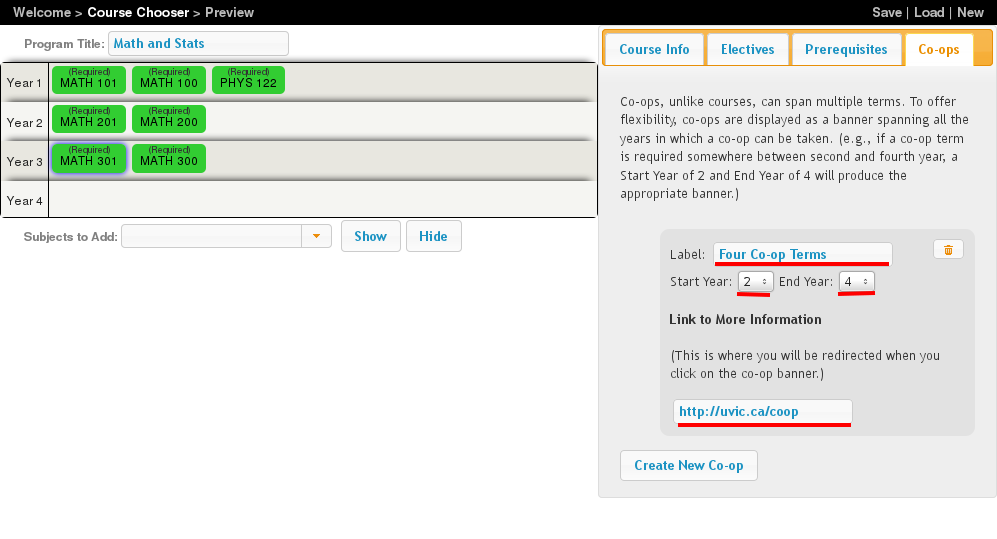 Welcome > Course Chooser > Preview
Save | Load | New
Program Title: Math and Stats
Year 1
(Required)
MATH 101
(Required)
MATH 100
(Required)
PHYS 122
Year 2
(Required)
MATH 201
(Required)
MATH 200
Year 3
(Required)
MATH 301
(Required)
MATH 300
Year 4
Subjects to Add:
Show
Hide
Course Info
Electives
Prerequisites
Co-ops
Co-ops, unlike courses, can span multiple terms. To offer
flexibility, co-ops are displayed as a banner spanning all the
years in which a co-op can be taken. (e.g., if a co-op term
is required somewhere between second and fourth year, a
Start Year of 2 and End Year of 4 will produce the
appropriate banner.)
Label: Four Co-op Terms
Start Year: 2 End Year: 4
Link to More Information
(This is where you will be redirected when you
click on the co-op banner.)
http://uvic.ca/coop
Create New Co-op